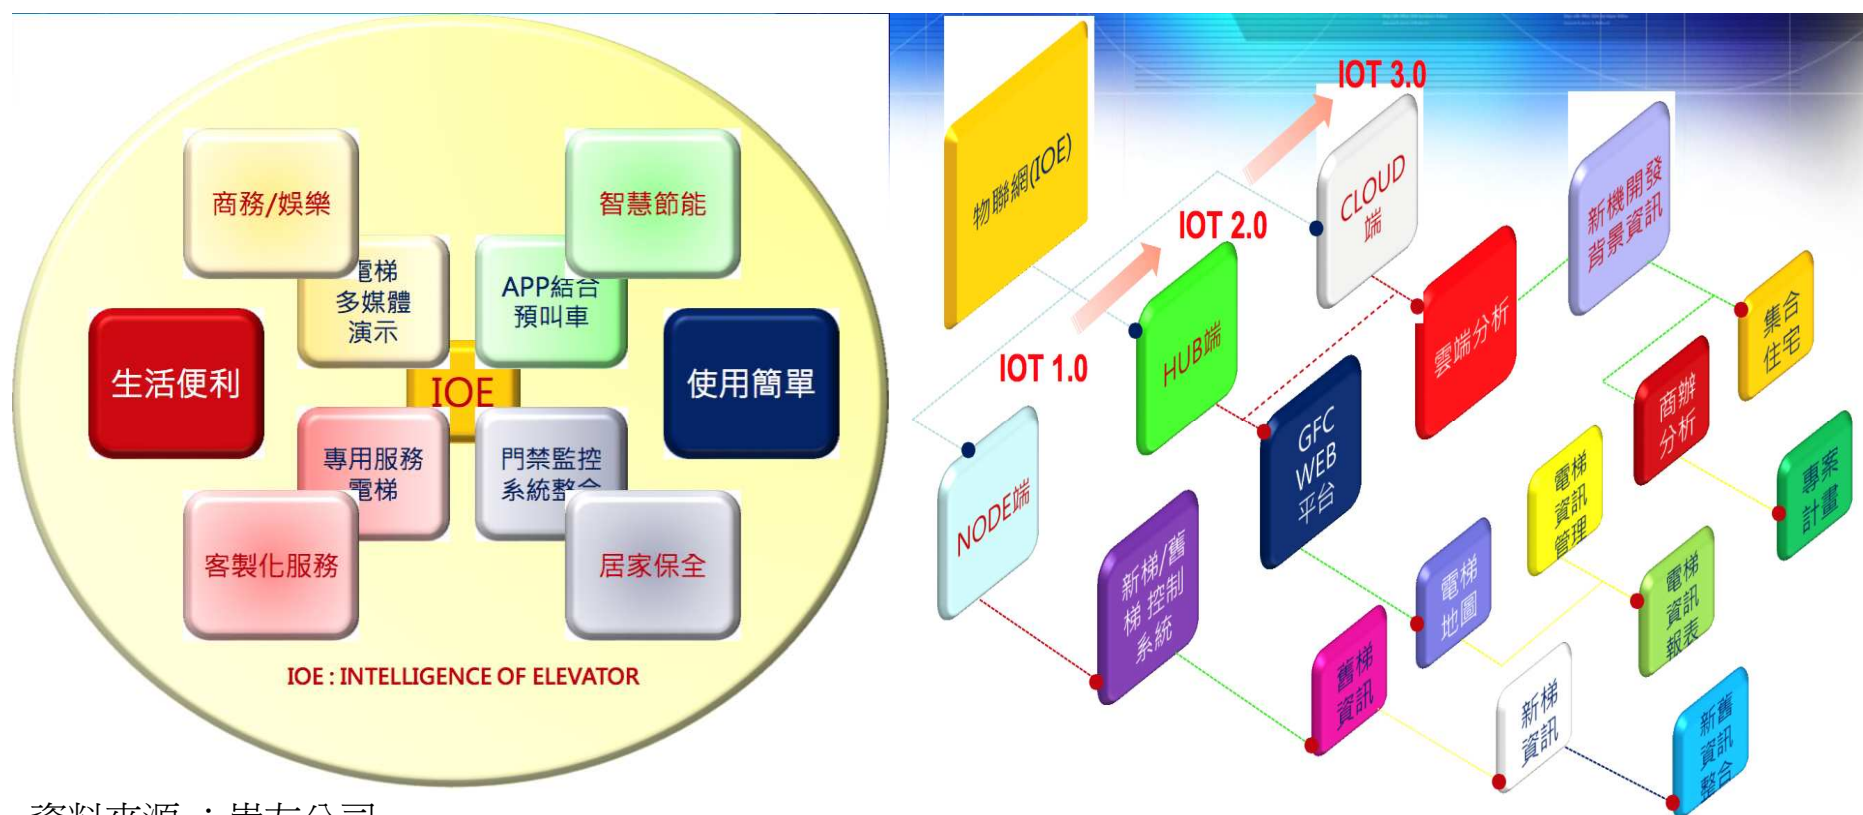 商務/娛樂
智慧節能
電梯
多媒體
演示
APP結合
預叫車
生活便利
IOE
使用簡單
專用服務
電梯
門禁監控
系統整合
客製化服務
居家保全
IOE : INTELLIGENCE OF ELEVATOR
物聯網(IOE)
IOT 1.0
IOT 2.0
IOT 3.0
NODE端
HUB端
CLOUD
端
新梯/舊
梯 控制
系統
GFC
WEB
平台
雲端分析
新機開發
背景資訊
集合
住宅
商辦
分析
專案
計畫
電梯
資訊
管理
電梯
地圖
電梯
資訊
報表
舊梯
資訊
新梯
資訊
新舊
資訊
整合
資料來源 : 崇友公司